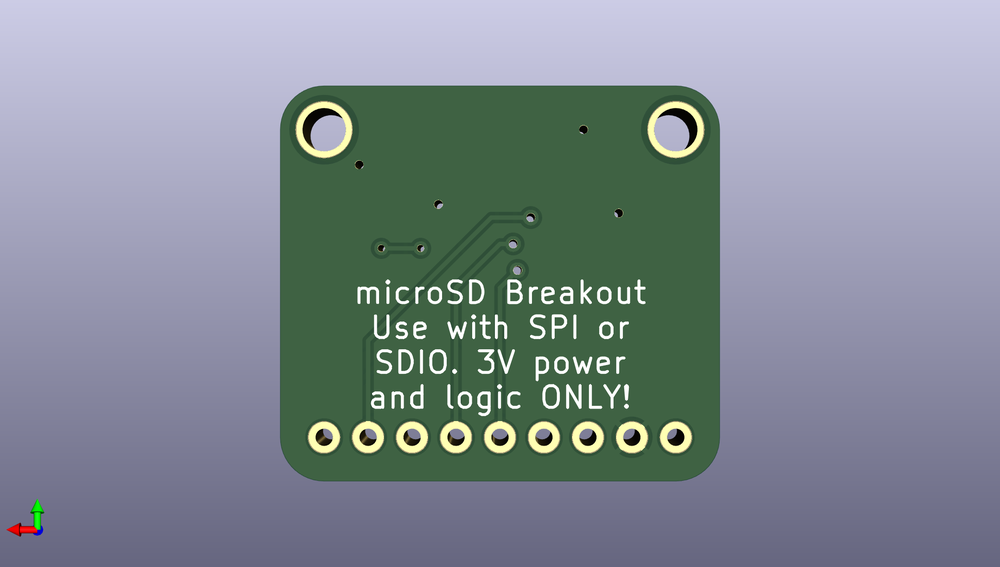 microSD Breakout
Use with SPI or
SDIO. 3V power
and logic ONLY!